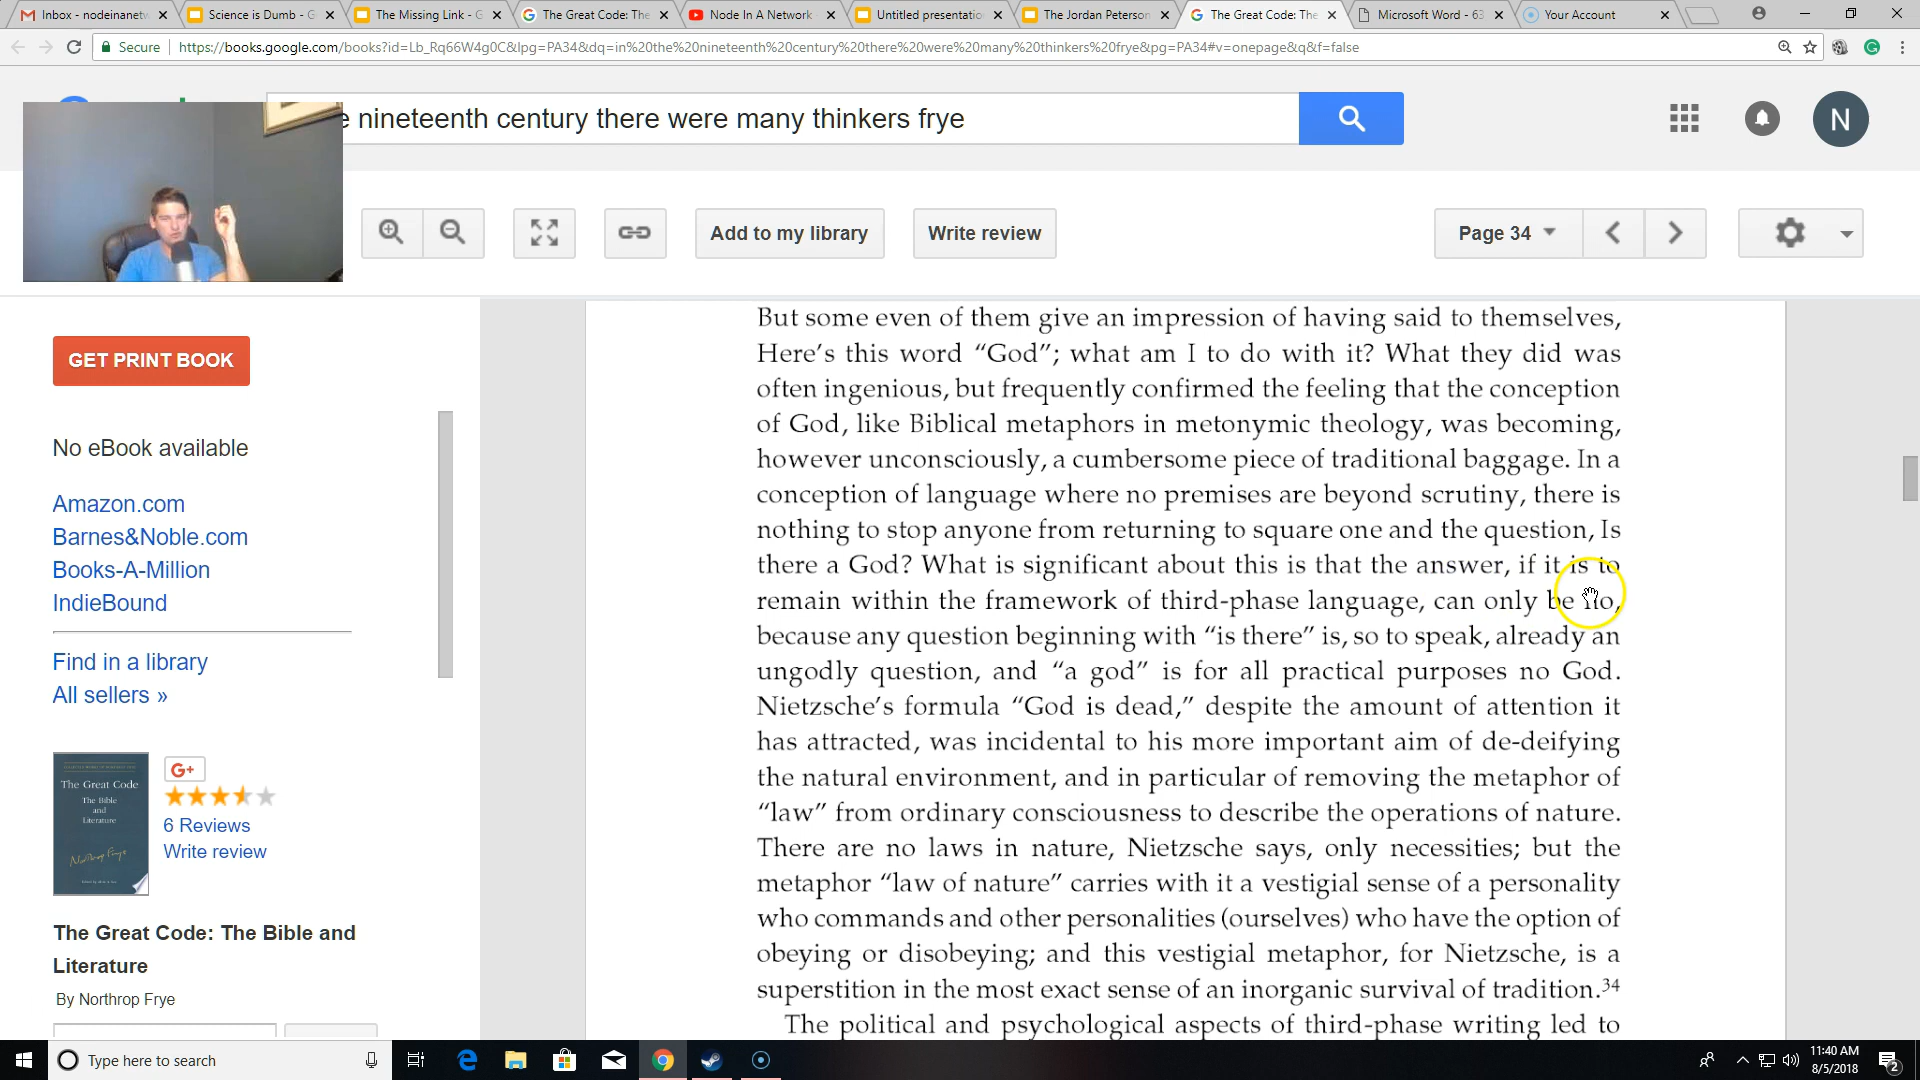 Inbox - nodeinanetw
Science is Dumb - G
The Missing Link - G
The Great Code: The
Node In A Network -
Untitled presentatio
The Jordan Peterson
The Great Code: The
Microsoft Word - 63
Your Account
Secure
https://books.google.com/books?id=Lb_Rq66W4g0C&lpg=PA34&dq=in%20the%20nineteenth%20century%20there%20were%20many%20thinkers%20frye&pg=PA34#v=onepage&q&f=false
e nineteenth century there were many thinkers frye
N
Add to my library
Write review
Page 34
GET PRINT BOOK
No eBook available
Amazon.com
Barnes&Noble.com
Books-A-Million
IndieBound
Find in a library
All sellers »
The Great Code
The Bible
and
Literature
G+
6 Reviews
Write review
The Great Code: The Bible and
Literature
By Northrop Frye
But some even of them give an impression of having said to themselves,
Here's this word “God”; what am I to do with it? What they did was
often ingenious, but frequently confirmed the feeling that the conception
of God, like Biblical metaphors in metonymic theology, was becoming,
however unconsciously, a cumbersome piece of traditional baggage. In a
conception of language where no premises are beyond scrutiny, there is
nothing to stop anyone from returning to square one and the question, Is
there a God? What is significant about this is that the answer, if it is to
remain within the framework of third-phase language, can only be no,
because any question beginning with “is there” is, so to speak, already an
ungodly question, and “a god” is for all practical purposes no God.
Nietzsche's formula “God is dead,” despite the amount of attention it
has attracted, was incidental to his more important aim of de-deifying
the natural environment, and in particular of removing the metaphor of
“law” from ordinary consciousness to describe the operations of nature.
There are no laws in nature, Nietzsche says, only necessities; but the
metaphor “law of nature” carries with it a vestigial sense of a personality
who commands and other personalities (ourselves) who have the option of
obeying or disobeying; and this vestigial metaphor, for Nietzsche, is a
superstition in the most exact sense of an inorganic survival of tradition.34
The political and psychological aspects of third-phase writing led to
Type here to search
11:40 AM
8/5/2018
2